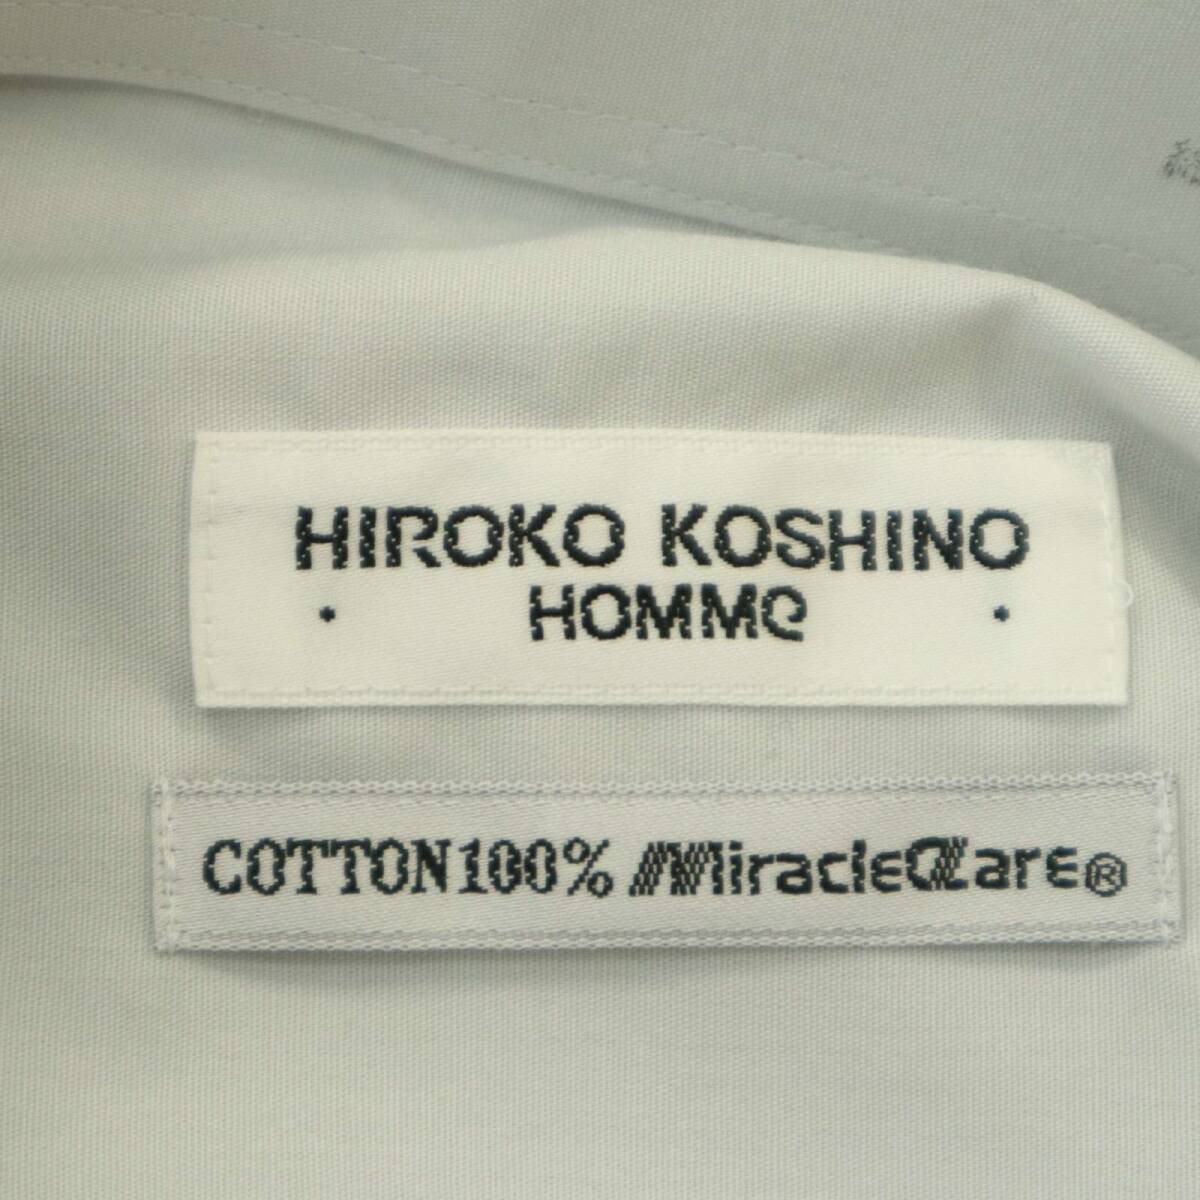 HIROKO KOSHINO
• HOMMe •
COTTON100% MiracleCare®